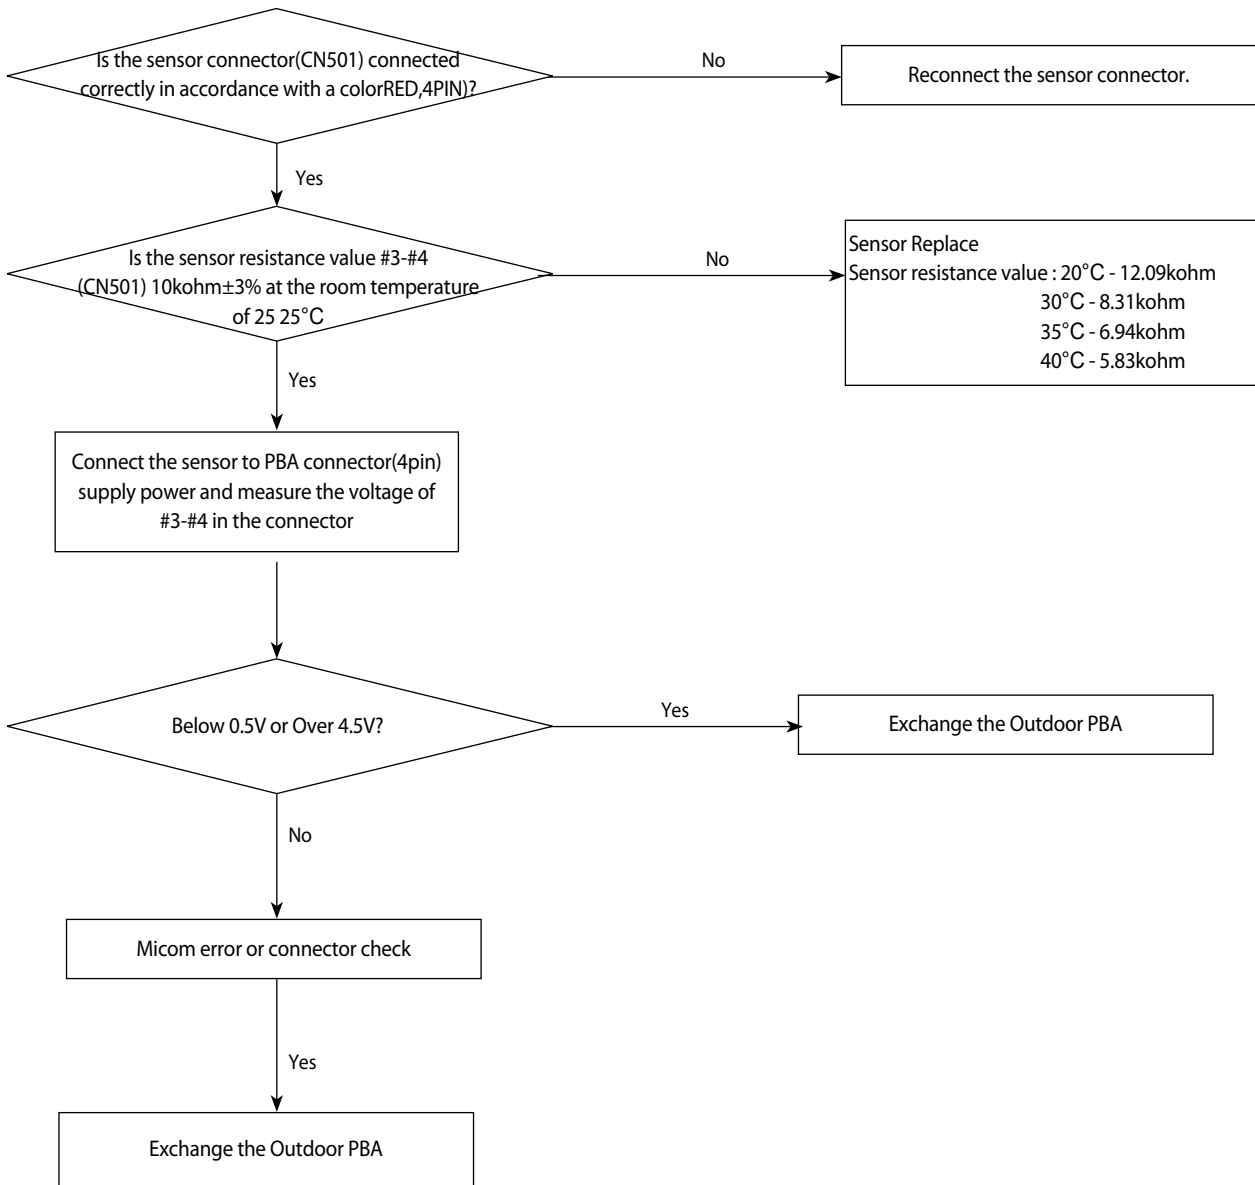 Is the sensor connector(CN501) connected
correctly in accordance with a colorRED,4PIN)?
No
Reconnect the sensor connector.
Yes
Is the sensor resistance value #3-#4
(CN501) 10kohm±3% at the room temperature
of 25 25°C
No
Sensor Replace
Sensor resistance value : 20°C - 12.09kohm
30°C - 8.31kohm
35°C - 6.94kohm
40°C - 5.83kohm
Yes
Connect the sensor to PBA connector(4pin)
supply power and measure the voltage of
#3-#4 in the connector
Below 0.5V or Over 4.5V?
Yes
Exchange the Outdoor PBA
No
Micom error or connector check
Yes
Exchange the Outdoor PBA